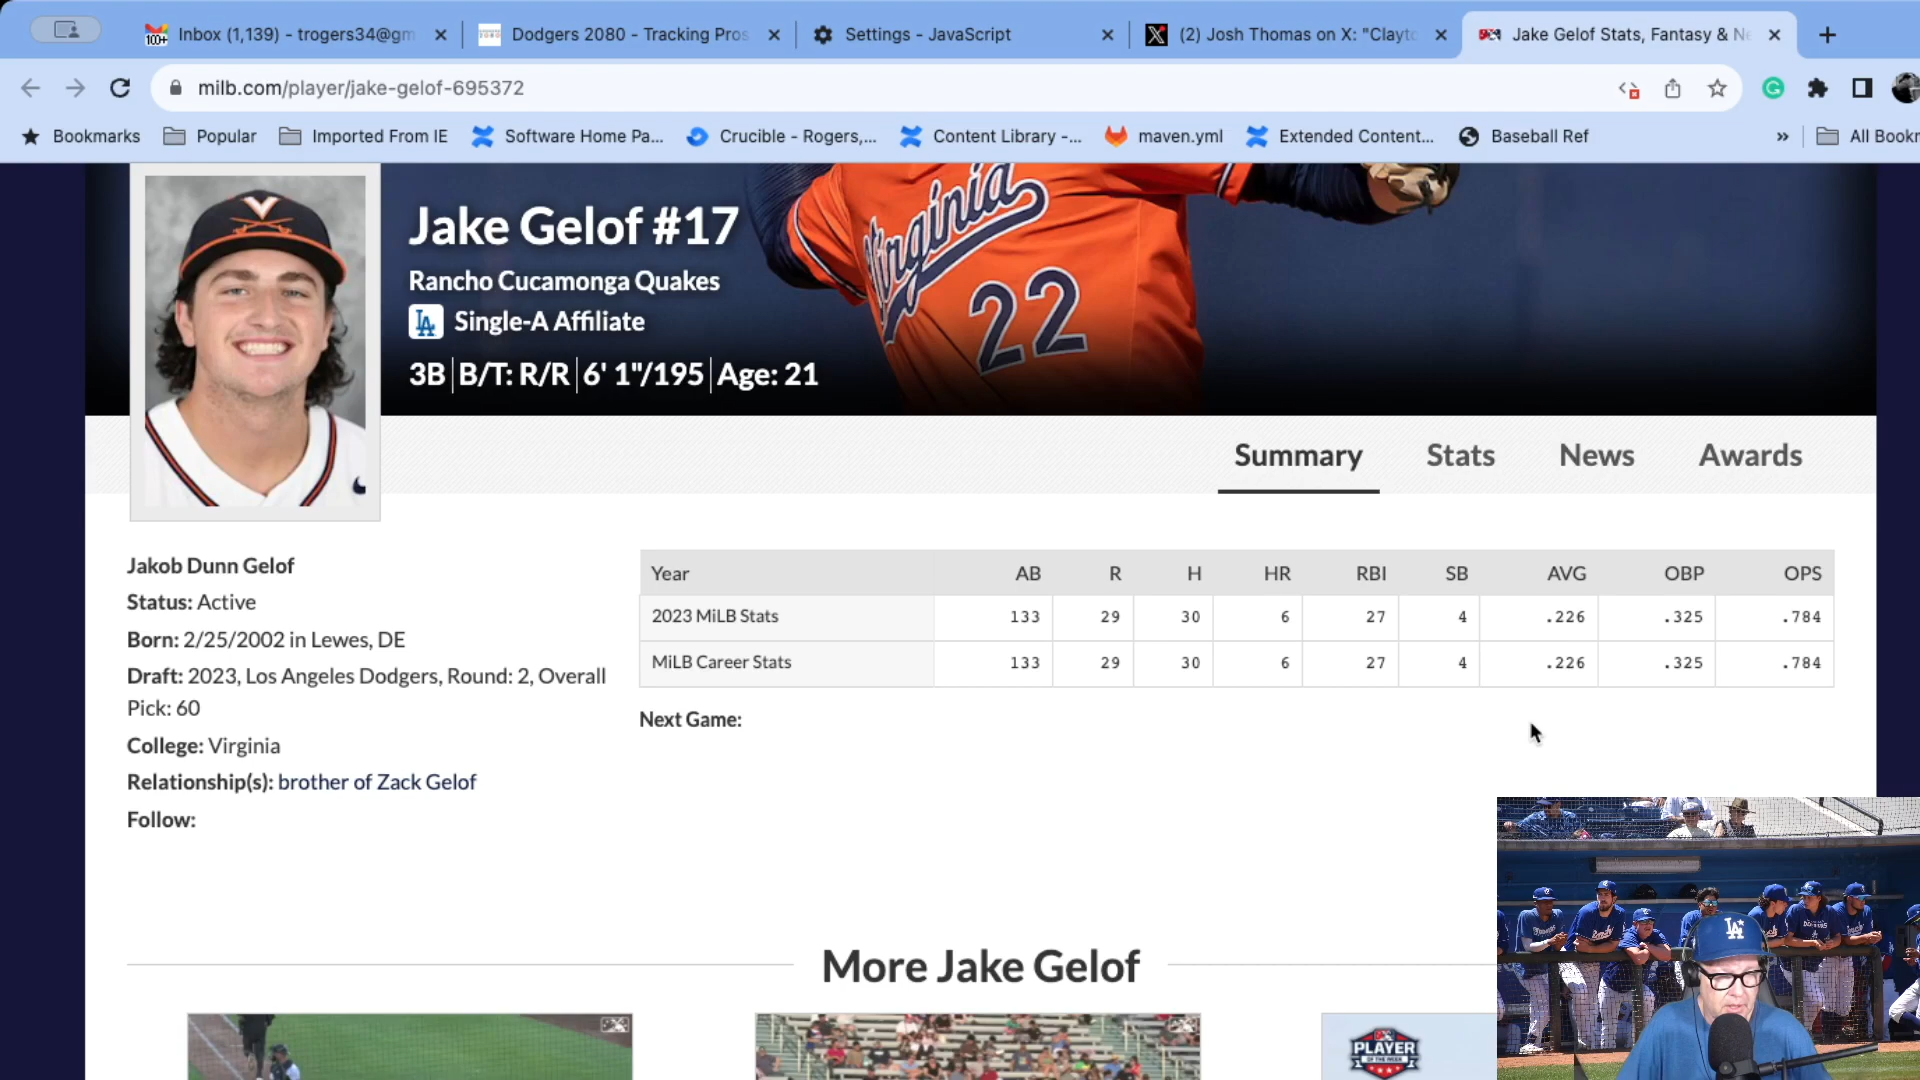 Inbox (1,139) - trogers34@gm
Dodgers 2080 - Tracking Pros
Settings - JavaScript
(2) Josh Thomas on X: "Clayto
Jake Gelof Stats, Fantasy & Ne
milb.com/player/jake-gelof-695372
Bookmarks
Popular
Imported From IE
Software Home Pa...
Crucible - Rogers,...
Content Library -...
maven.yml
Extended Content...
Baseball Ref
»
All Bookn
Virginia
22
Jake Gelof #17
Rancho Cucamonga Quakes
LA Single-A Affiliate
3B | B/T: R/R | 6' 1"/195 | Age: 21
Summary Stats News Awards
Jakob Dunn Gelof
Status: Active
Born: 2/25/2002 in Lewes, DE
Draft: 2023, Los Angeles Dodgers, Round: 2, Overall
Pick: 60
College: Virginia
Relationship(s): brother of Zack Gelof
Follow:
Year AB R H HR RBI SB AVG OBP OPS
2023 MiLB Stats 133 29 30 6 27 4 .226 .325 .784
MiLB Career Stats 133 29 30 6 27 4 .226 .325 .784
Next Game:
More Jake Gelof
PLAYER
OF THE WEEK
LA